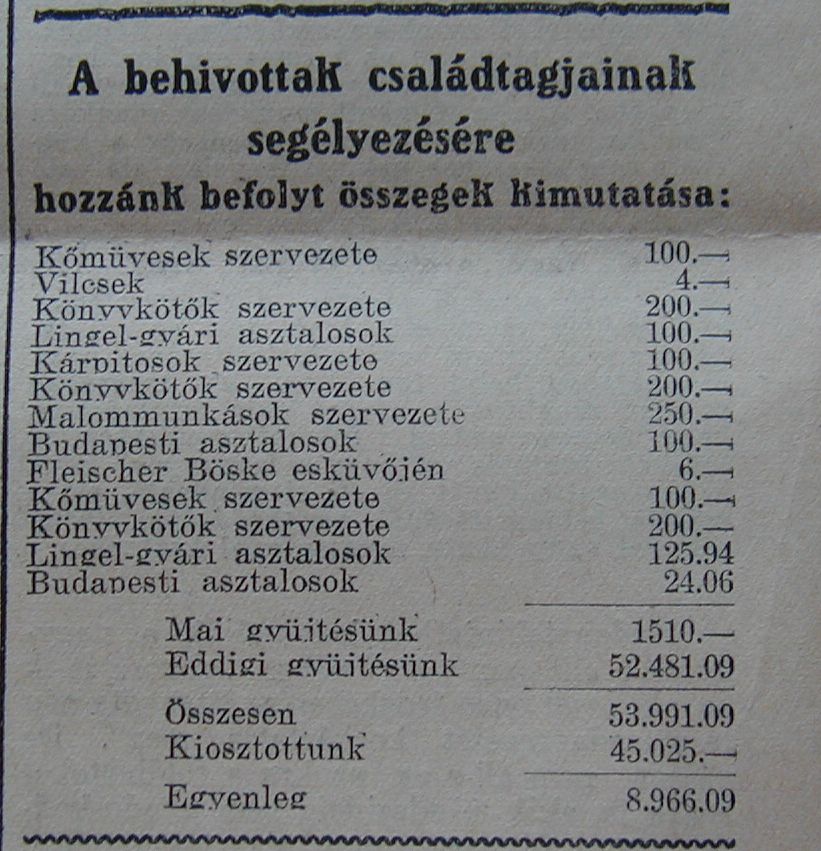 A behivottak családtagjainak
segélyezésére
hozzánk befolyt összegek kimutatása:
Kőmüvesek szervezete 100.—
Vilcsek 4.—
Könyvkötők szervezete 200.—
Lingel-gyári asztalosok 100.—
Kárpitosok szervezete 100.—
Könyvkötők szervezete 200.—
Malommunkások szervezete 250.—
Budapesti asztalosok 100.—
Fleischer Böske esküvőjén 6.—
Kőmüvesek szervezete 100.—
Könyvkötők szervezete 200.—
Lingel-gyári asztalosok 125.94
Budapesti asztalosok 24.06
Mai gyüjtésünk 1510.—
Eddigi gyüjtésünk 52.481.09
Összesen 53.991.09
Kiosztottunk 45.025.—
Egyenleg 8.966.09